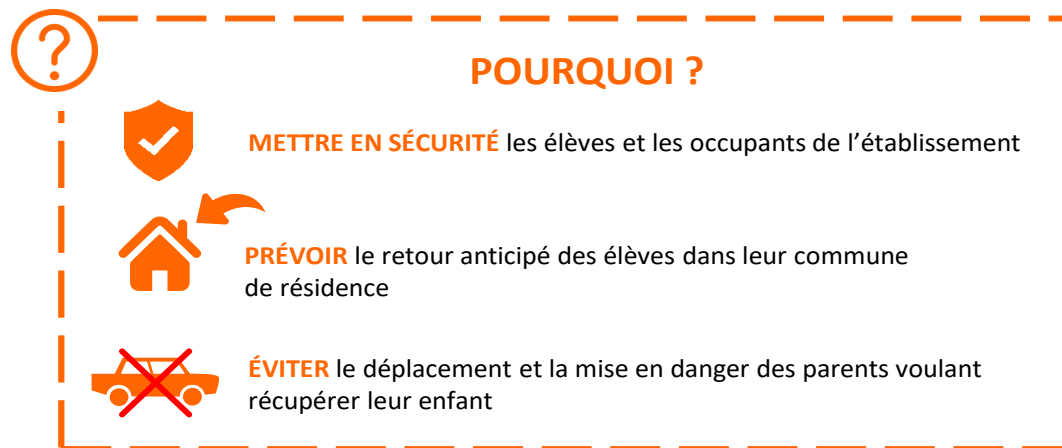 ?
POURQUOI ?
METTRE EN SÉCURITÉ les élèves et les occupants de l’établissement
PRÉVOIR le retour anticipé des élèves dans leur commune
de résidence
ÉVITER le déplacement et la mise en danger des parents voulant
récupérer leur enfant